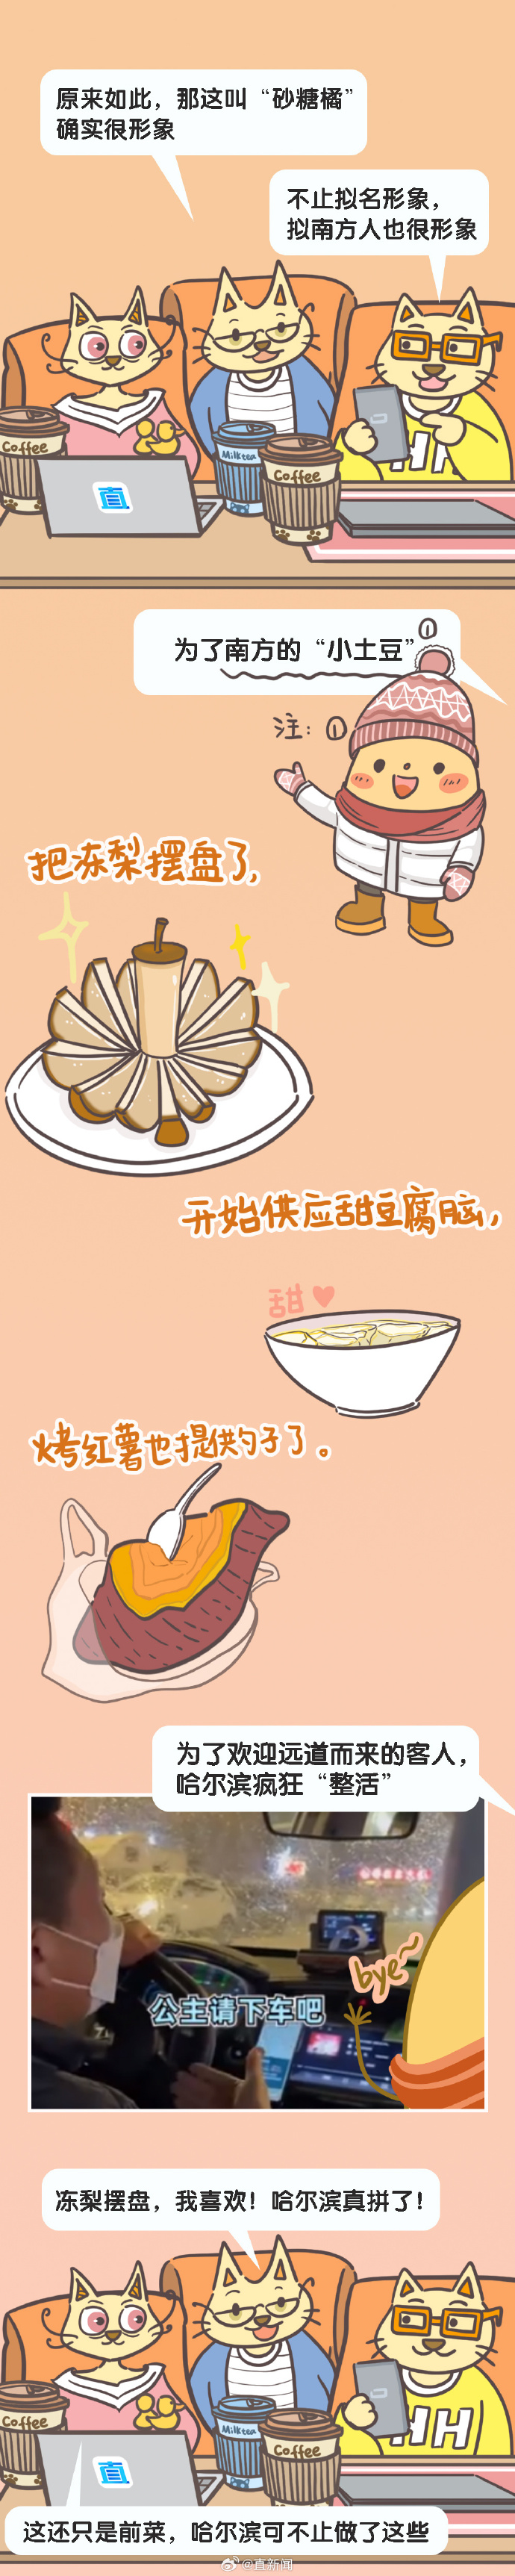 原来如此，那这叫“砂糖橘”
确实很形象
不止拟名形象，
拟南方人也很形象
Coffee
Milk tea
Coffee
直
H
为了南方的“小土豆”①
注：①
把冻梨摆盘了，
开始供应甜豆腐脑，
甜
烤红薯也提供勺子了。
为了欢迎远道而来的客人，
哈尔滨疯狂“整活”
bye~
公主请下车吧
冻梨摆盘，我喜欢！哈尔滨真拼了！
Coffee
Milk tea
Coffee
HH
直
这还只是前菜，哈尔滨可不止做了这些
@直新闻